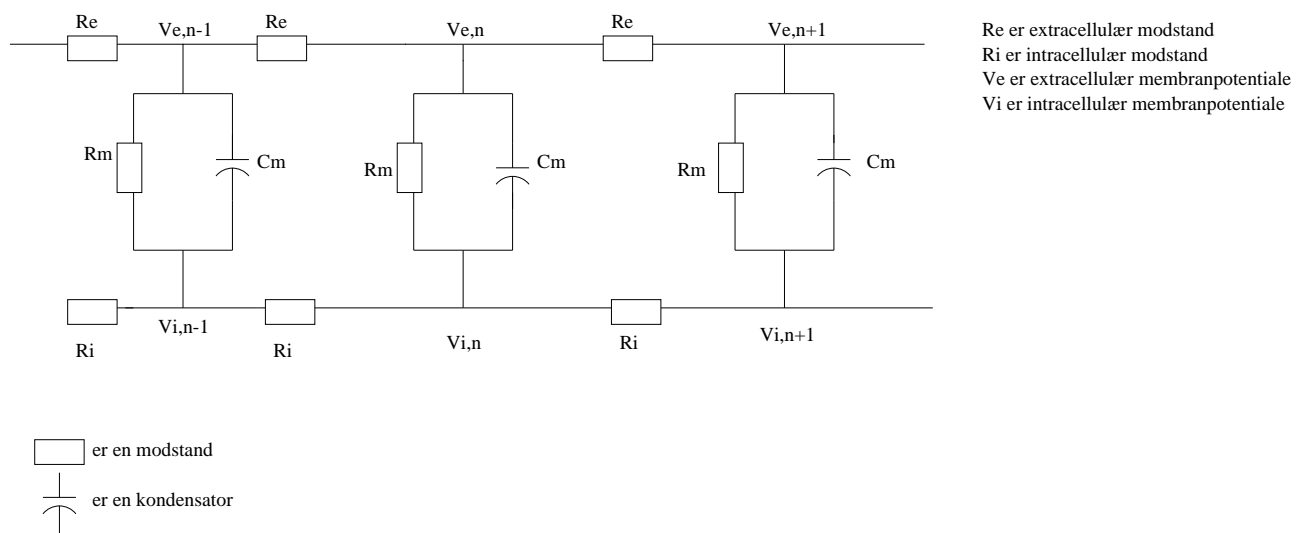 Re Re Re
Ve,n-1 Ve,n Ve,n+1
Re er extracellulær modstand
Ri er intracellulær modstand
Ve er extracellulær membranpotentiale
Vi er intracellulær membranpotentiale
Rm Cm Rm Cm Rm Cm
Vi,n-1 Vi,n Vi,n+1
Ri Ri Ri
er en modstand
er en kondensator